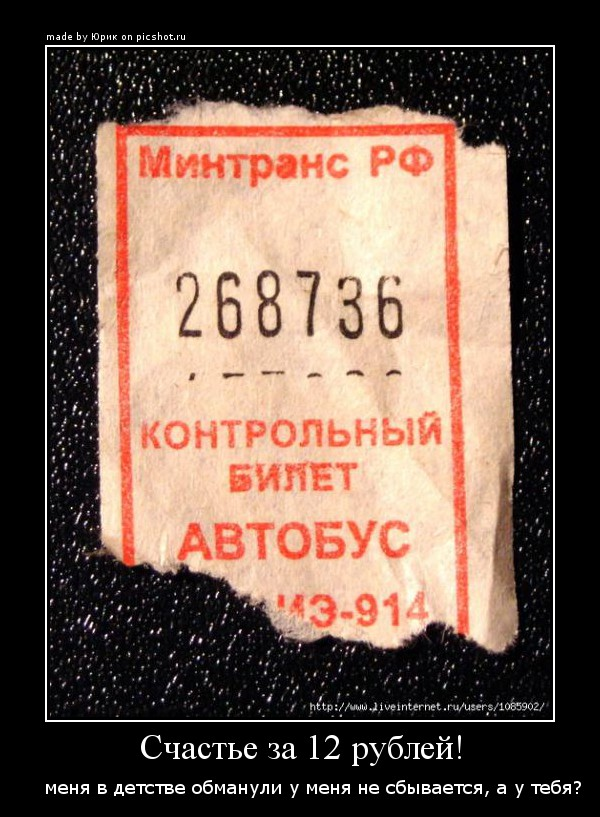 made by Юрик on picshot.ru
Минтранс РФ
268736
КОНТРОЛЬНЫЙ
БИЛЕТ
АВТОБУС
ИЭ-914
http://www.liveinternet.ru/users/1085902/
Счастье за 12 рублей!
меня в детстве обманули у меня не сбывается, а у тебя?